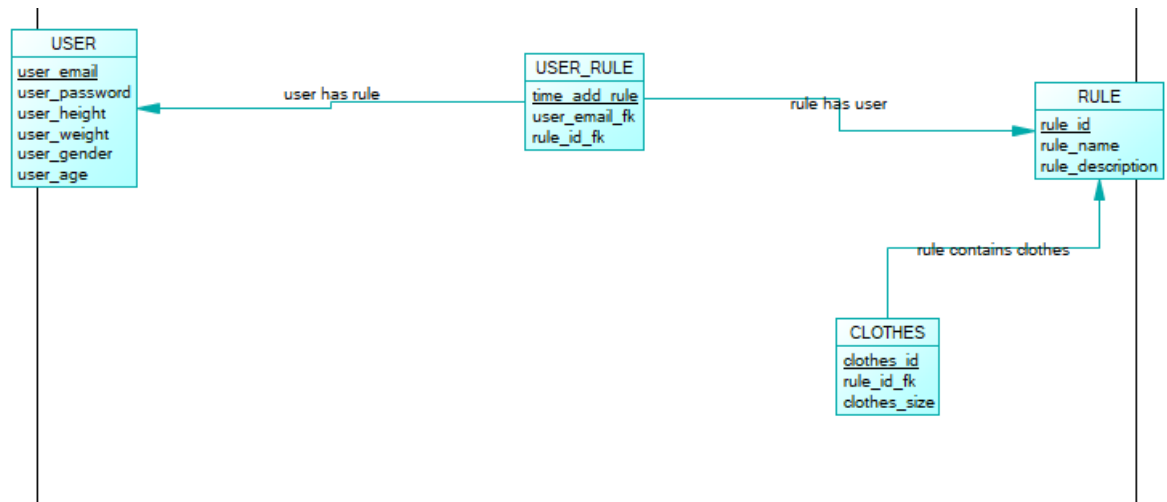 USER
user_email
user_password
user_height
user_weight
user_gender
user_age
user has rule
USER_RULE
time_add_rule
user_email_fk
rule_id_fk
rule has user
RULE
rule_id
rule_name
rule_description
rule contains clothes
CLOTHES
clothes_id
rule_id_fk
clothes_size